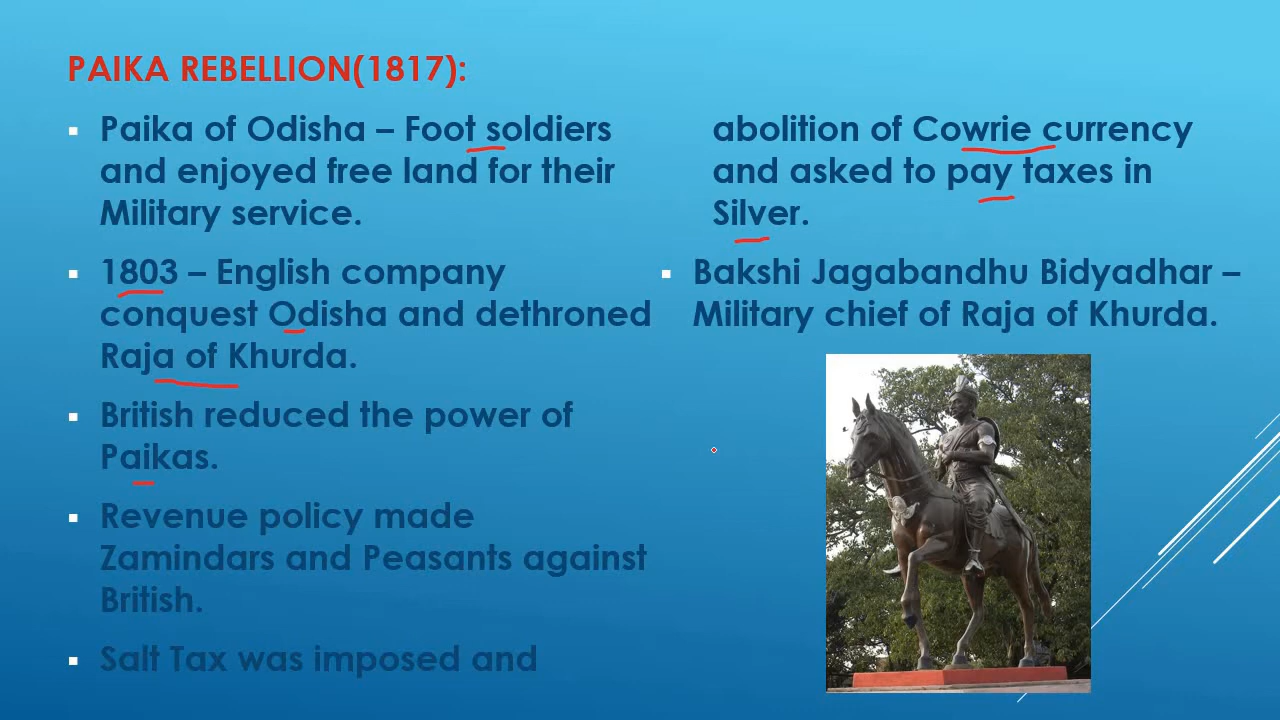 PAIKA REBELLION(1817):
Paika of Odisha – Foot soldiers
and enjoyed free land for their
Military service.
1803 – English company
conquest Odisha and dethroned
Raja of Khurda.
British reduced the power of
Paikas.
Revenue policy made
Zamindars and Peasants against
British.
Salt Tax was imposed and
abolition of Cowrie currency
and asked to pay taxes in
Silver.
Bakshi Jagabandhu Bidyadhar –
Military chief of Raja of Khurda.